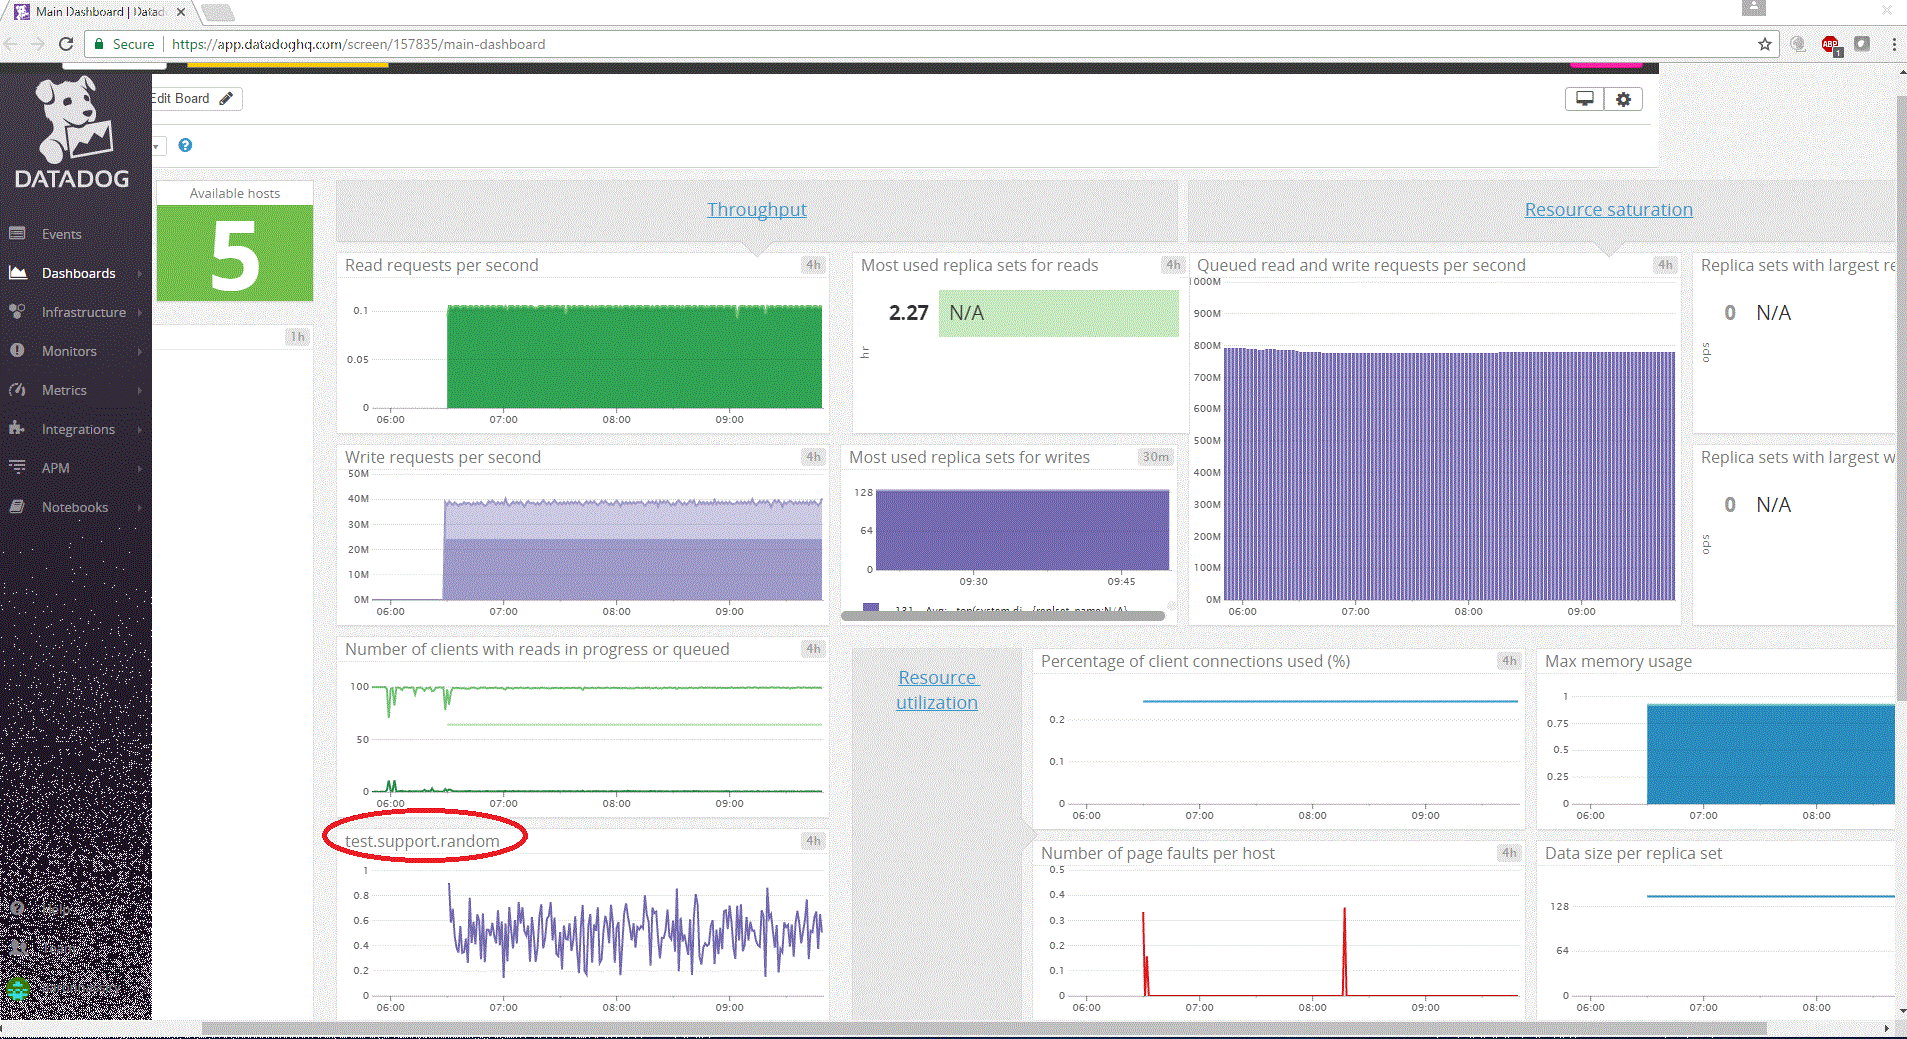 Main Dashboard | Datad
Secure https://app.datadoghq.com/screen/157835/main-dashboard
ABP
1
DATADOG
Events
Dashboards
Infrastructure
Monitors
Metrics
Integrations
APM
Notebooks
Edit Board
Available hosts
5
1h
Throughput
Resource saturation
Read requests per second 4h
0.1
0.05
0
06:00 07:00 08:00 09:00
Most used replica sets for reads 4h
2.27 N/A
hr
Queued read and write requests per second 4h
1000M
900M
800M
700M
600M
500M
400M
300M
200M
100M
0M
06:00 07:00 08:00 09:00
Replica sets with largest re
0 N/A
ops
Write requests per second 4h
50M
40M
30M
20M
10M
0M
06:00 07:00 08:00 09:00
Most used replica sets for writes 30m
128
64
0
09:30 09:45
Replica sets with largest w
0 N/A
ops
Number of clients with reads in progress or queued 4h
100
50
0
06:00 07:00 08:00 09:00
Resource
utilization
Percentage of client connections used (%) 4h
0.2
0.1
0
06:00 07:00 08:00 09:00
Max memory usage
1
0.75
0.5
0.25
0
06:00 07:00 08:00
test.support.random 4h
1
0.8
0.6
0.4
0.2
0
06:00 07:00 08:00 09:00
Number of page faults per host 4h
0.5
0.4
0.3
0.2
0.1
0
06:00 07:00 08:00 09:00
Data size per replica set
128
64
0
06:00 07:00 08:00